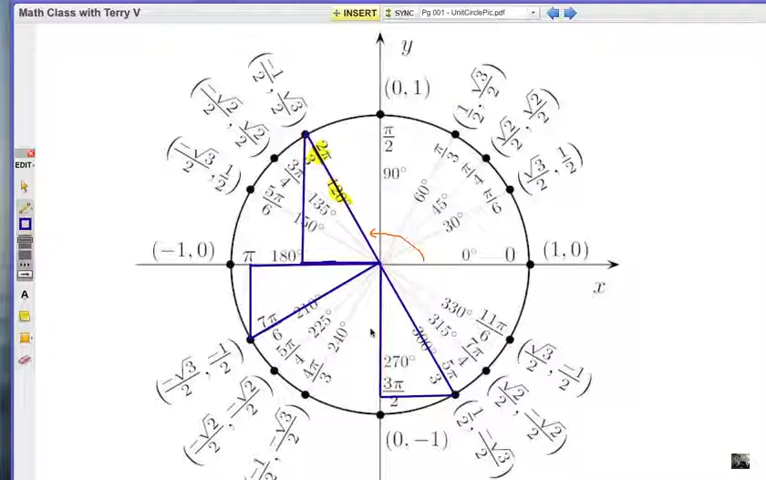 Math Class with Terry V
INSERT
SYNC
Pg 001 - UnitCirclePic.pdf
EDIT
A
y
x
(0, 1)
(-1/2, √3/2)
(-√2/2, √2/2)
(-√3/2, 1/2)
(1/2, √3/2)
(√2/2, √2/2)
(√3/2, 1/2)
π/2
90°
2π/3
120°
3π/4
135°
5π/6
150°
π/3
60°
π/4
45°
π/6
30°
(-1, 0)
π 180°
0° 0
(1, 0)
7π/6
210°
5π/4
225°
4π/3
240°
270°
3π/2
300°
5π/3
315°
7π/4
330°
11π/6
(-√3/2, -1/2)
(-√2/2, -√2/2)
(-1/2, -√3/2)
(0, -1)
(1/2, -√3/2)
(√2/2, -√2/2)
(√3/2, -1/2)